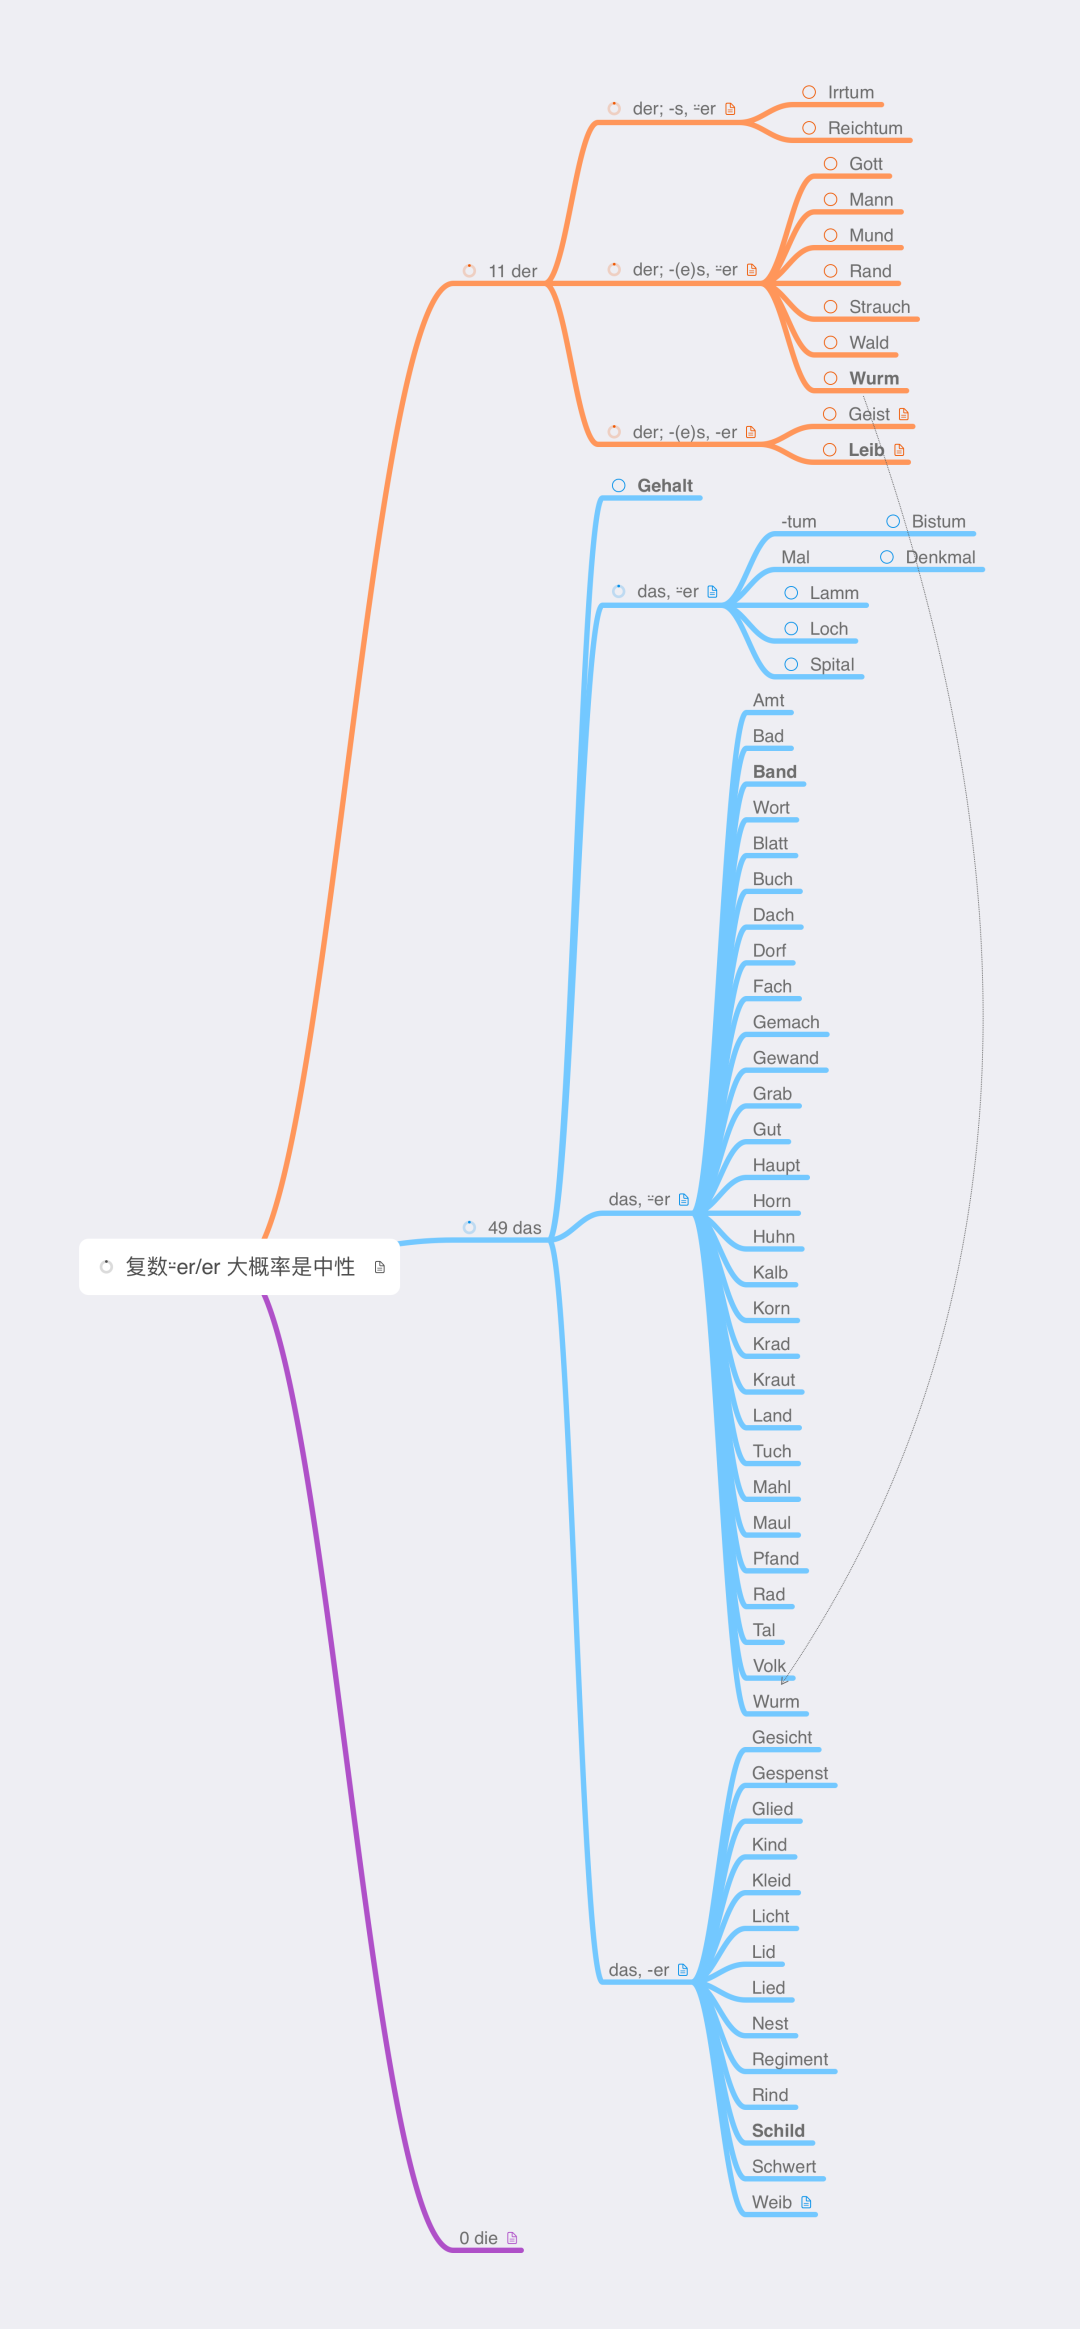 复数⸚er/er 大概率是中性
11 der
der; -s, ⸚er
Irrtum
Reichtum
der; -(e)s, ⸚er
Gott
Mann
Mund
Rand
Strauch
Wald
Wurm
der; -(e)s, -er
Geist
Leib
49 das
Gehalt
das, ⸚er
-tum
Bistum
Mal
Denkmal
Lamm
Loch
Spital
das, ⸚er
Amt
Bad
Band
Wort
Blatt
Buch
Dach
Dorf
Fach
Gemach
Gewand
Grab
Gut
Haupt
Horn
Huhn
Kalb
Korn
Krad
Kraut
Land
Tuch
Mahl
Maul
Pfand
Rad
Tal
Volk
Wurm
das, -er
Gesicht
Gespenst
Glied
Kind
Kleid
Licht
Lid
Lied
Nest
Regiment
Rind
Schild
Schwert
Weib
0 die